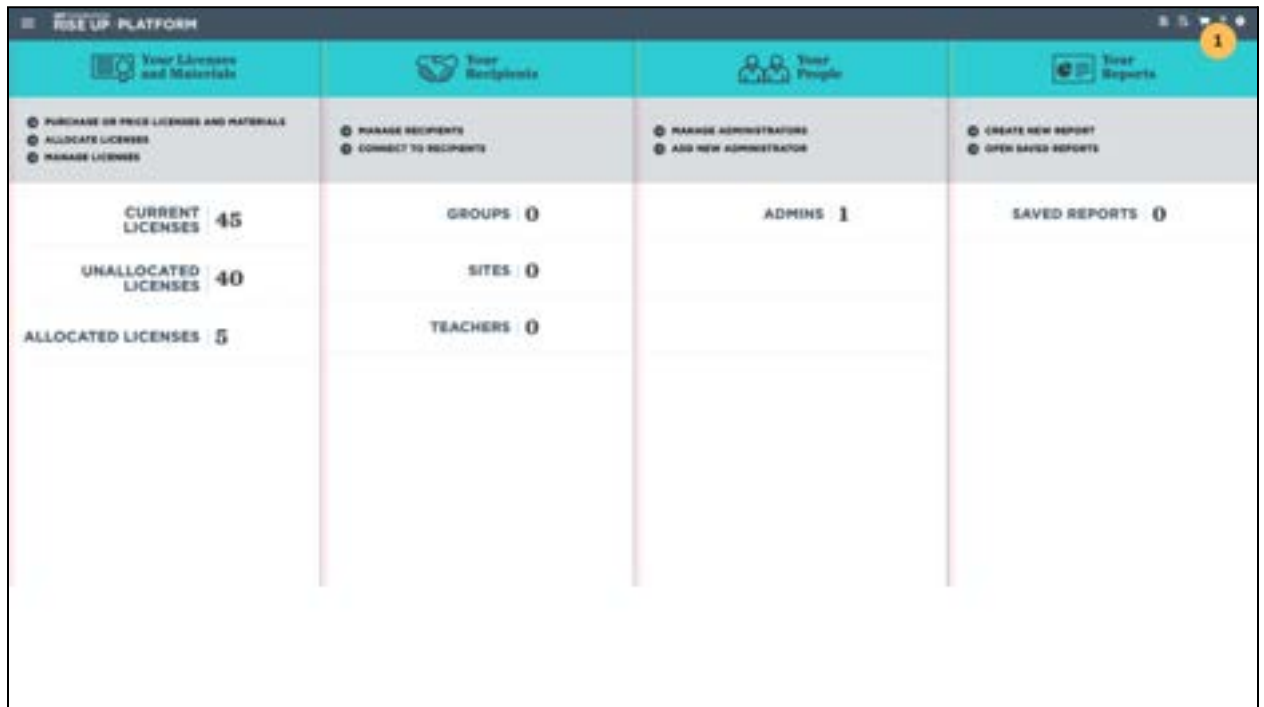 RISE UP PLATFORM
1
Your Licenses
and Materials
Your
Recipients
Your
People
Your
Reports
PURCHASE OR PRICE LICENSES AND MATERIALS
ALLOCATE LICENSES
MANAGE LICENSES
MANAGE RECIPIENTS
CONNECT TO RECIPIENTS
MANAGE ADMINISTRATORS
ADD NEW ADMINISTRATOR
CREATE NEW REPORT
OPEN SAVED REPORTS
CURRENT
LICENSES 45
UNALLOCATED
LICENSES 40
ALLOCATED LICENSES 5
GROUPS 0
SITES 0
TEACHERS 0
ADMINS 1
SAVED REPORTS 0